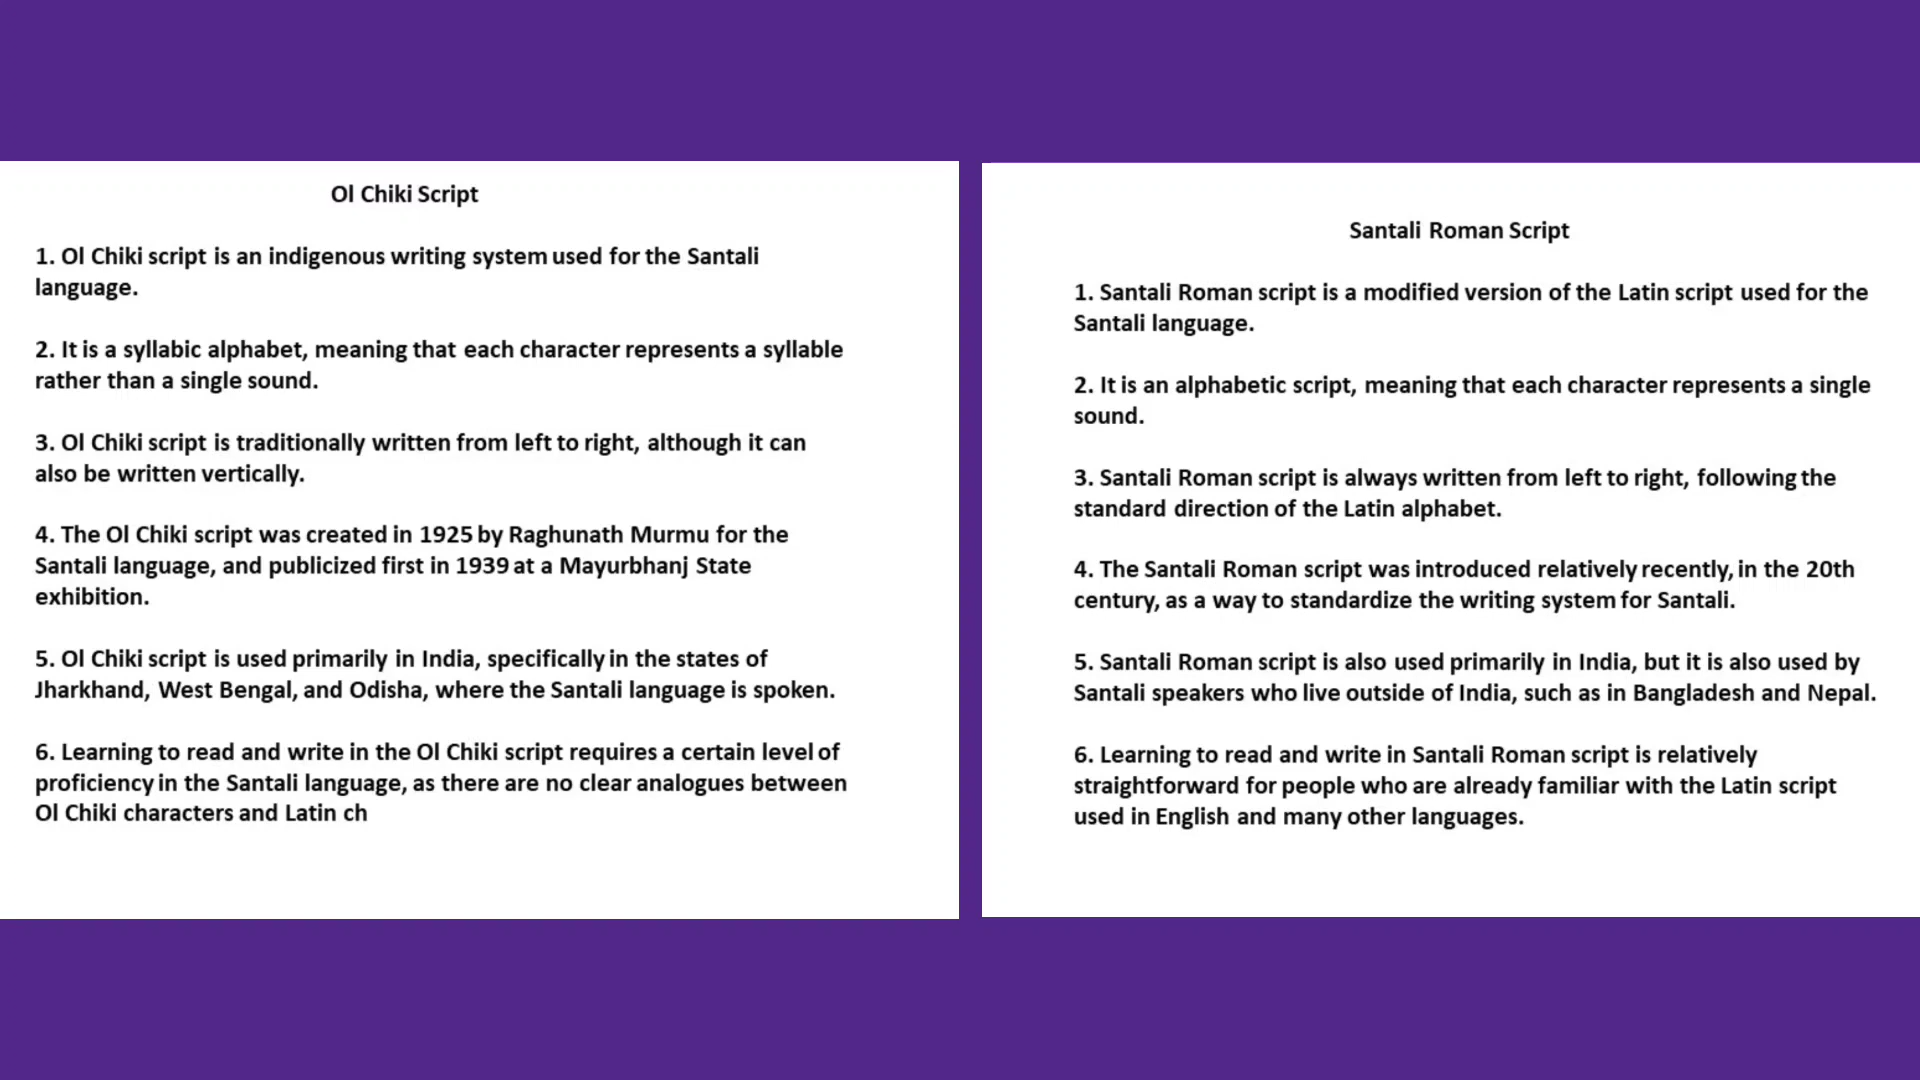 Ol Chiki Script
1. Ol Chiki script is an indigenous writing system used for the Santali
language.
2. It is a syllabic alphabet, meaning that each character represents a syllable
rather than a single sound.
3. Ol Chiki script is traditionally written from left to right, although it can
also be written vertically.
4. The Ol Chiki script was created in 1925 by Raghunath Murmu for the
Santali language, and publicized first in 1939 at a Mayurbhanj State
exhibition.
5. Ol Chiki script is used primarily in India, specifically in the states of
Jharkhand, West Bengal, and Odisha, where the Santali language is spoken.
6. Learning to read and write in the Ol Chiki script requires a certain level of
proficiency in the Santali language, as there are no clear analogues between
Ol Chiki characters and Latin ch
Santali Roman Script
1. Santali Roman script is a modified version of the Latin script used for the
Santali language.
2. It is an alphabetic script, meaning that each character represents a single
sound.
3. Santali Roman script is always written from left to right, following the
standard direction of the Latin alphabet.
4. The Santali Roman script was introduced relatively recently, in the 20th
century, as a way to standardize the writing system for Santali.
5. Santali Roman script is also used primarily in India, but it is also used by
Santali speakers who live outside of India, such as in Bangladesh and Nepal.
6. Learning to read and write in Santali Roman script is relatively
straightforward for people who are already familiar with the Latin script
used in English and many other languages.